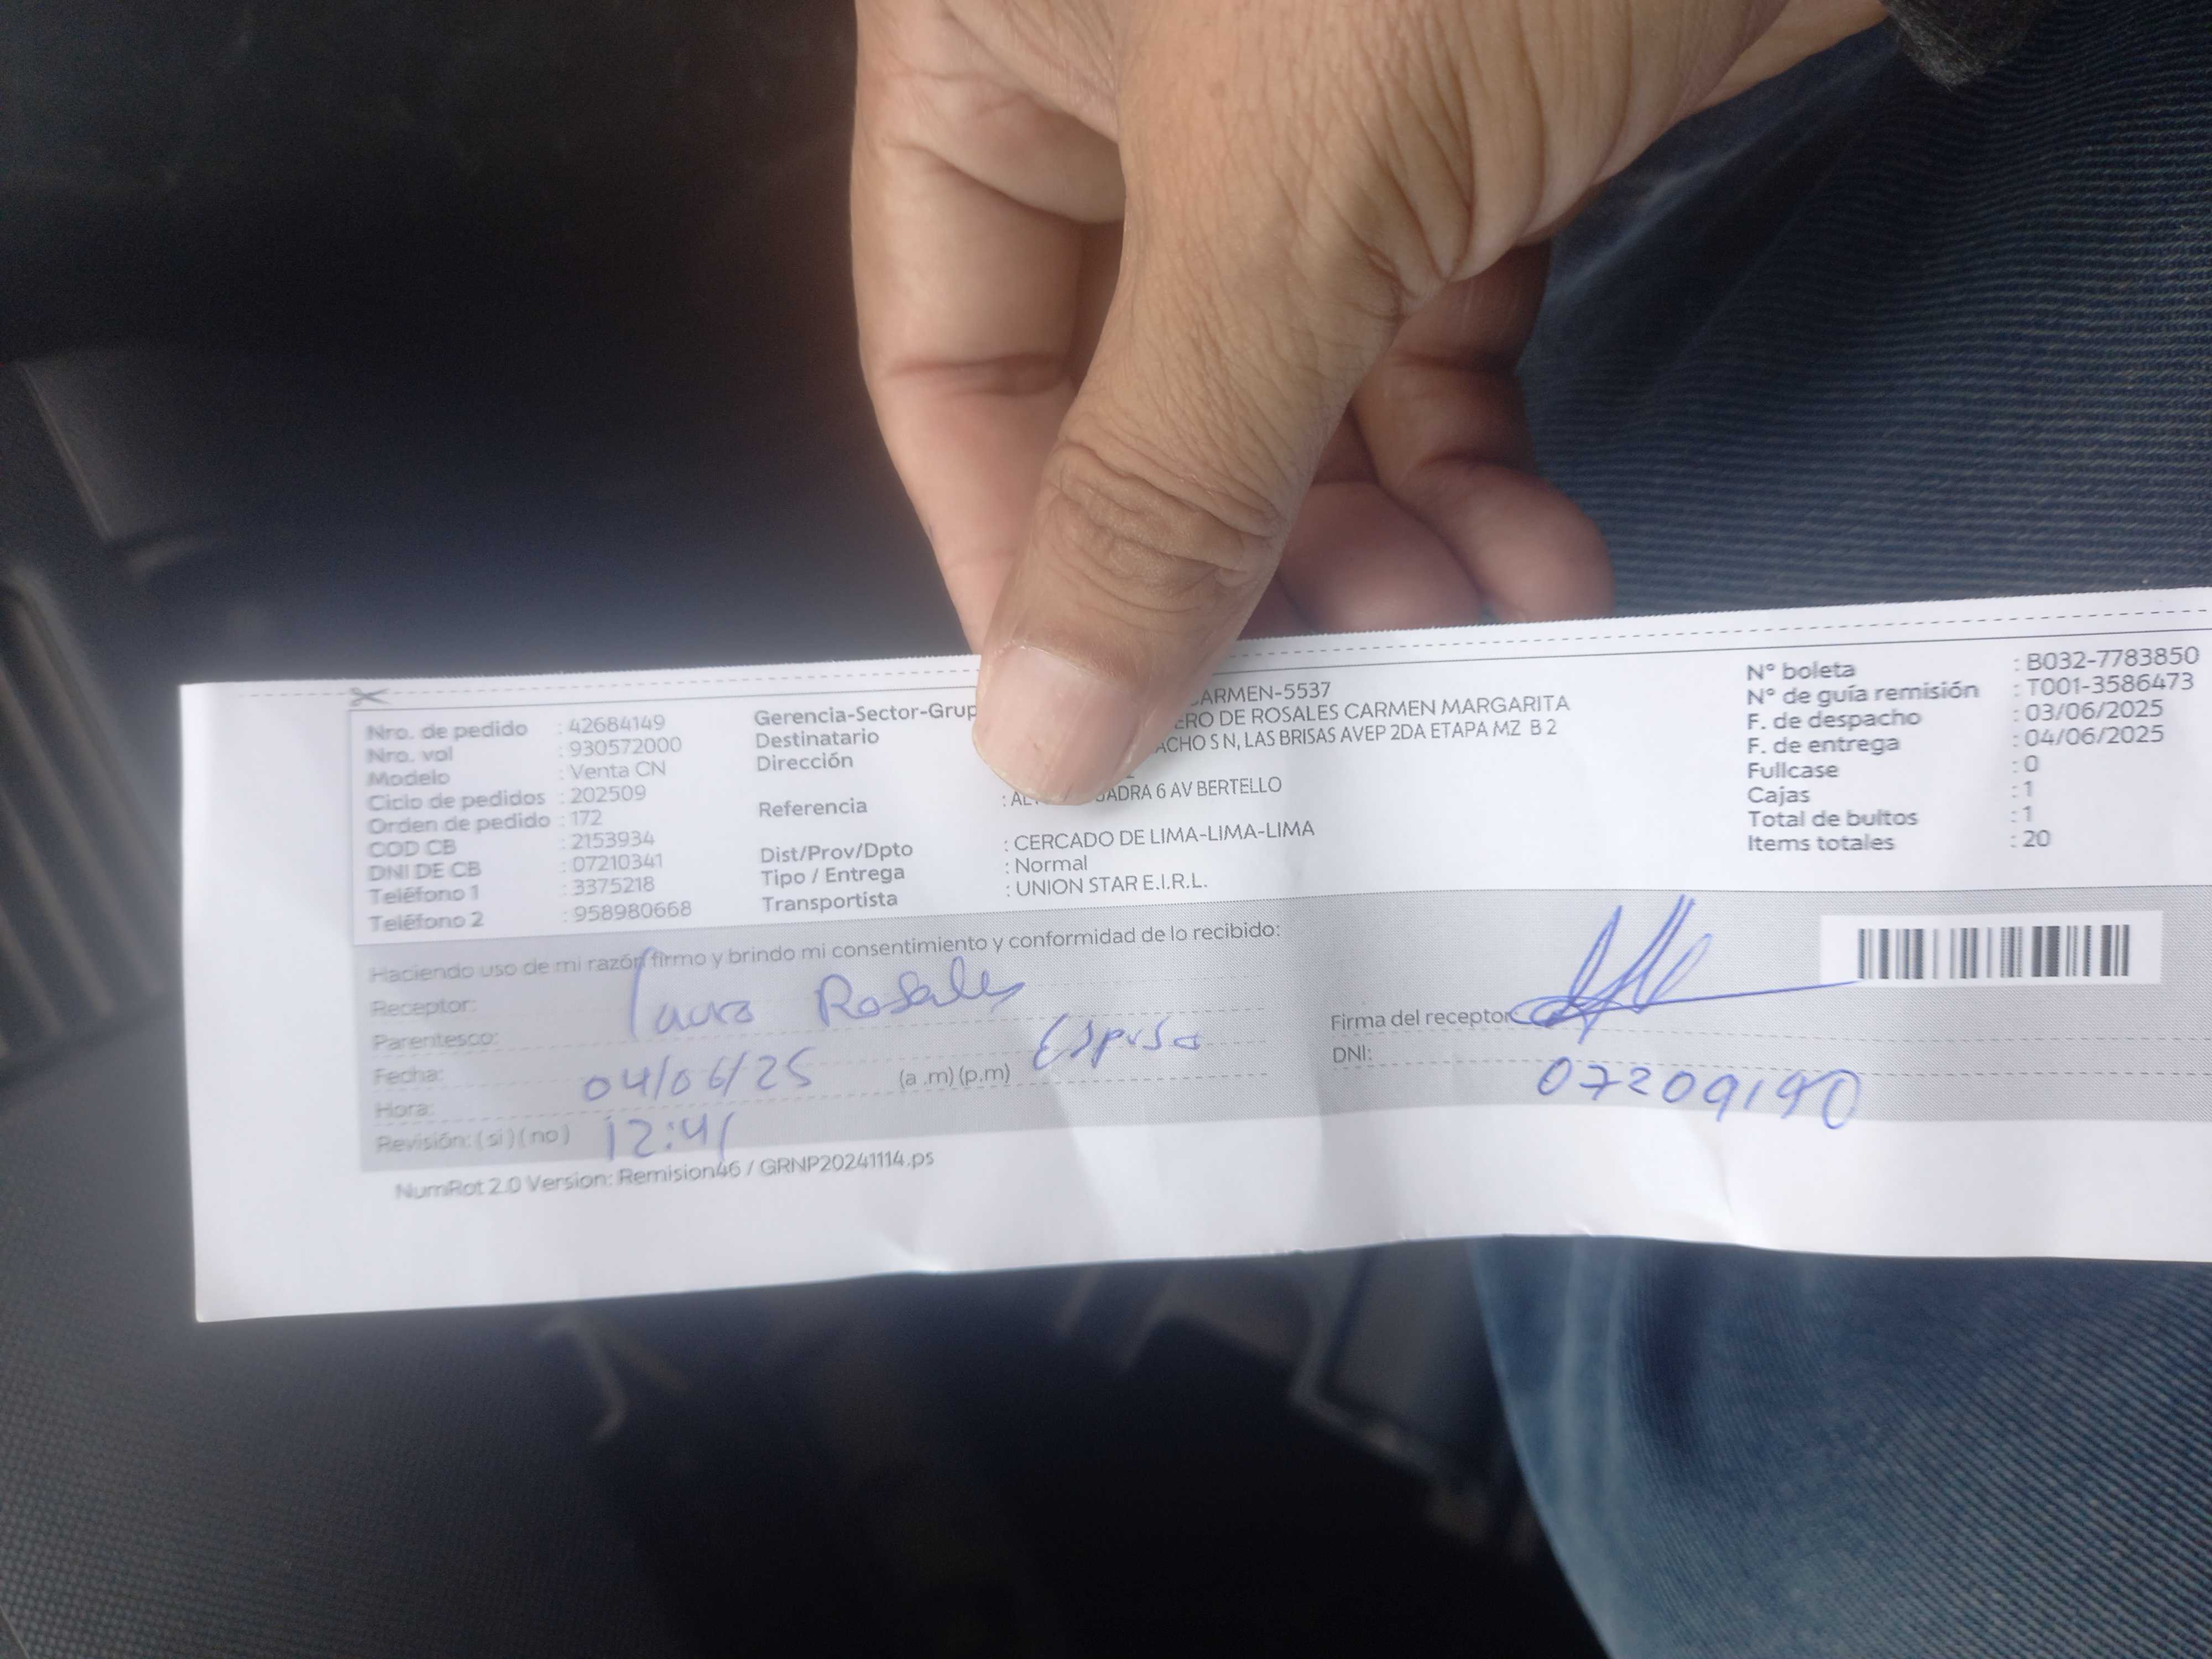 Nro. de pedido : 42684149
Nro. vol : 930572000
Modelo : Venta CN
Ciclo de pedidos : 202509
Orden de pedido : 172
COD CB : 2153934
DNI DE CB : 07210341
Teléfono 1 : 3375218
Teléfono 2 : 958980668
Gerencia-Sector-Grup ARMEN-5537
Destinatario ERO DE ROSALES CARMEN MARGARITA
Dirección ACHO S N, LAS BRISAS AVEP 2DA ETAPA MZ B 2
Referencia : AL ADRA 6 AV BERTELLO
Dist/Prov/Dpto : CERCADO DE LIMA-LIMA-LIMA
Tipo / Entrega : Normal
Transportista : UNION STAR E.I.R.L.
N° boleta : B032-7783850
N° de guía remisión : T001-3586473
F. de despacho : 03/06/2025
F. de entrega : 04/06/2025
Fullcase : 0
Cajas : 1
Total de bultos : 1
Items totales : 20
Haciendo uso de mi razón firmo y brindo mi consentimiento y conformidad de lo recibido:
Receptor: Rosales
Parentesco: Esposa
Fecha: 04/06/25 (a .m) (p.m)
Hora: 12:41
Revisión: ( si ) ( no )
Firma del receptor
DNI: 07209190
NumRot 2.0 Version: Remision46 / GRNP20241114.ps